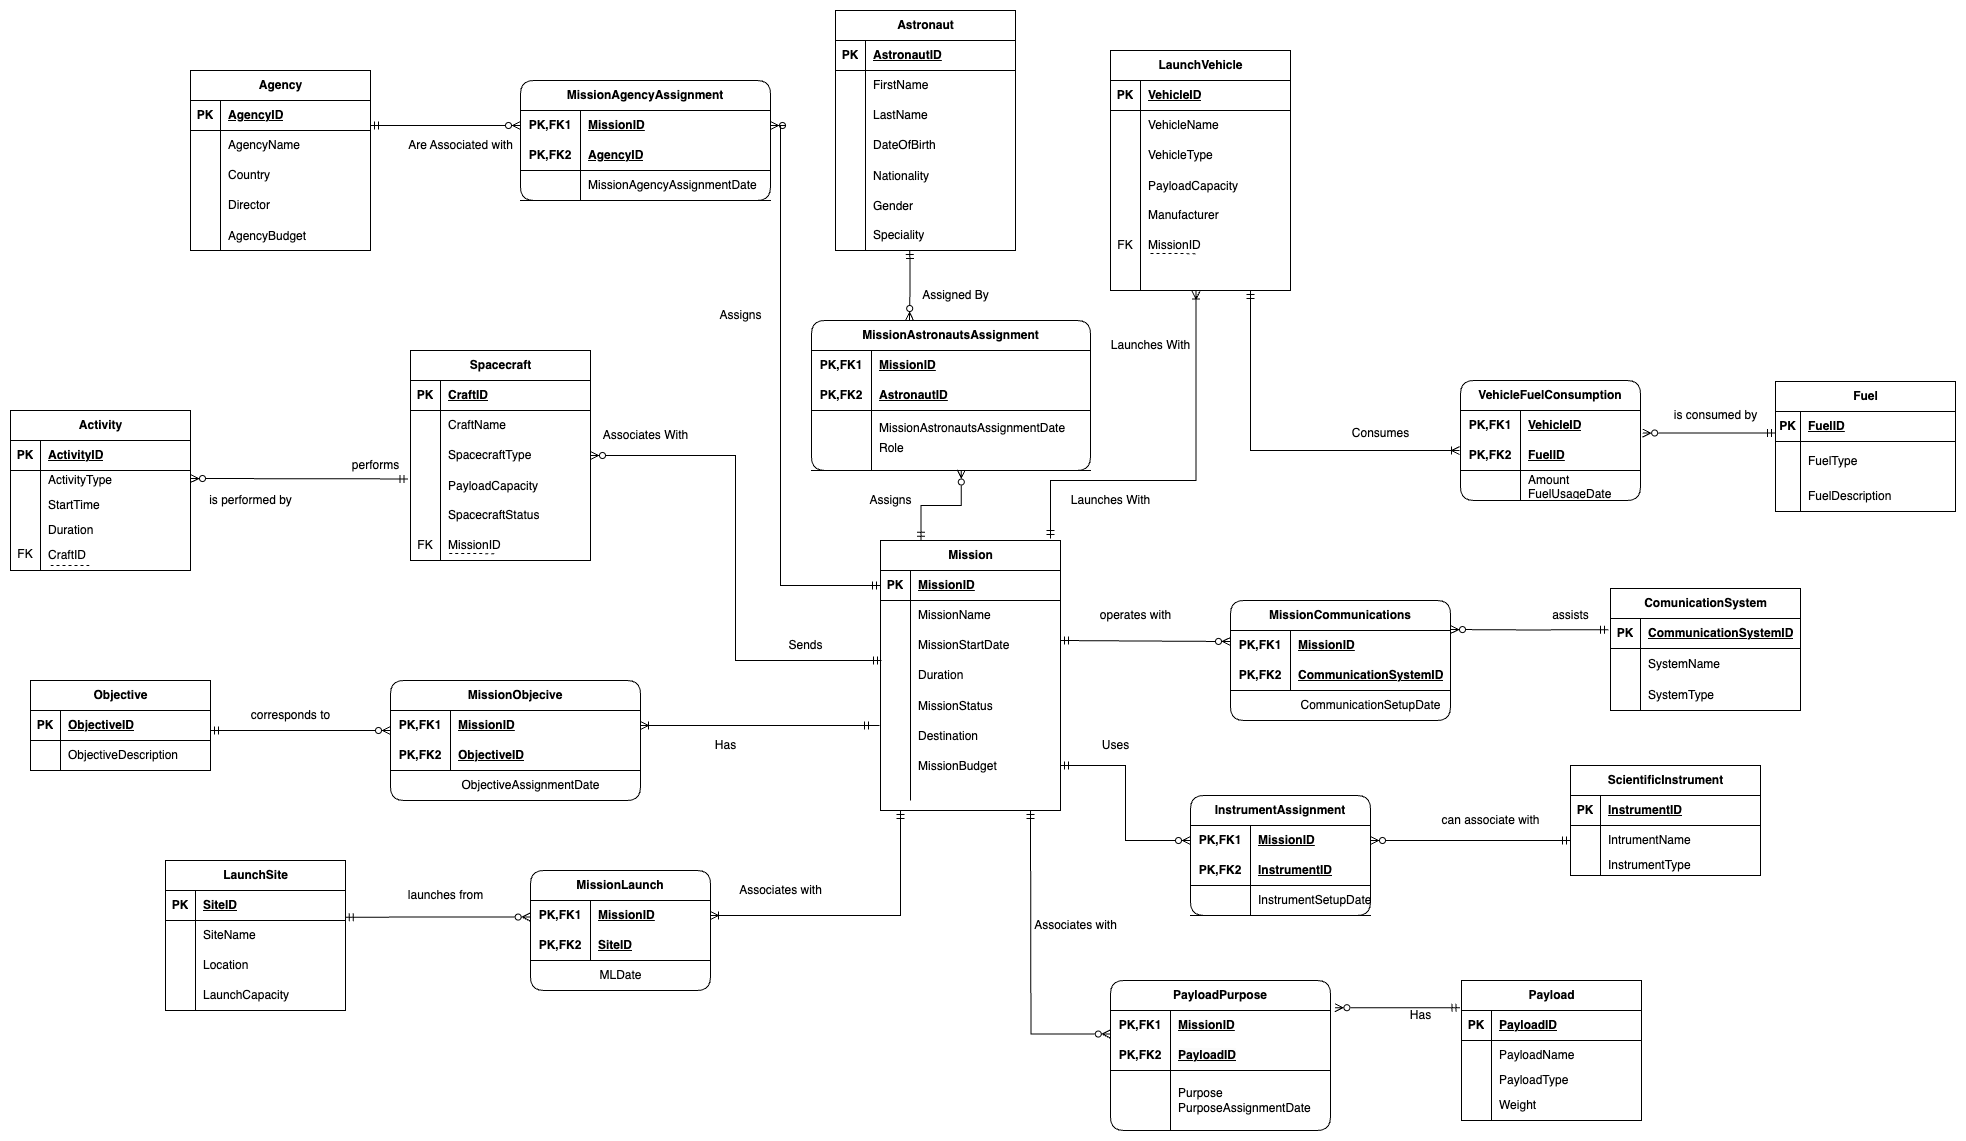 Astronaut
PK AstronautID
FirstName
LastName
DateOfBirth
Nationality
Gender
Speciality
LaunchVehicle
PK VehicleID
VehicleName
VehicleType
PayloadCapacity
Manufacturer
FK MissionID
Agency
PK AgencyID
AgencyName
Country
Director
AgencyBudget
Are Associated with
MissionAgencyAssignment
PK,FK1 MissionID
PK,FK2 AgencyID
MissionAgencyAssignmentDate
Assigns
Assigned By
MissionAstronautsAssignment
PK,FK1 MissionID
PK,FK2 AstronautID
MissionAstronautsAssignmentDate
Role
Assigns
Launches With
Launches With
Consumes
VehicleFuelConsumption
PK,FK1 VehicleID
PK,FK2 FuelID
Amount
FuelUsageDate
is consumed by
Fuel
PK FuelID
FuelType
FuelDescription
Spacecraft
PK CraftID
CraftName
SpacecraftType
PayloadCapacity
SpacecraftStatus
FK MissionID
Associates With
Sends
Activity
PK ActivityID
ActivityType
StartTime
Duration
FK CraftID
performs
is performed by
Mission
PK MissionID
MissionName
MissionStartDate
Duration
MissionStatus
Destination
MissionBudget
operates with
MissionCommunications
PK,FK1 MissionID
PK,FK2 CommunicationSystemID
CommunicationSetupDate
assists
ComunicationSystem
PK CommunicationSystemID
SystemName
SystemType
Objective
PK ObjectiveID
ObjectiveDescription
corresponds to
MissionObjecive
PK,FK1 MissionID
PK,FK2 ObjectiveID
ObjectiveAssignmentDate
Has
Uses
InstrumentAssignment
PK,FK1 MissionID
PK,FK2 InstrumentID
InstrumentSetupDate
can associate with
ScientificInstrument
PK InstrumentID
IntrumentName
InstrumentType
LaunchSite
PK SiteID
SiteName
Location
LaunchCapacity
launches from
MissionLaunch
PK,FK1 MissionID
PK,FK2 SiteID
MLDate
Associates with
Associates with
PayloadPurpose
PK,FK1 MissionID
PK,FK2 PayloadID
Purpose
PurposeAssignmentDate
Has
Payload
PK PayloadID
PayloadName
PayloadType
Weight